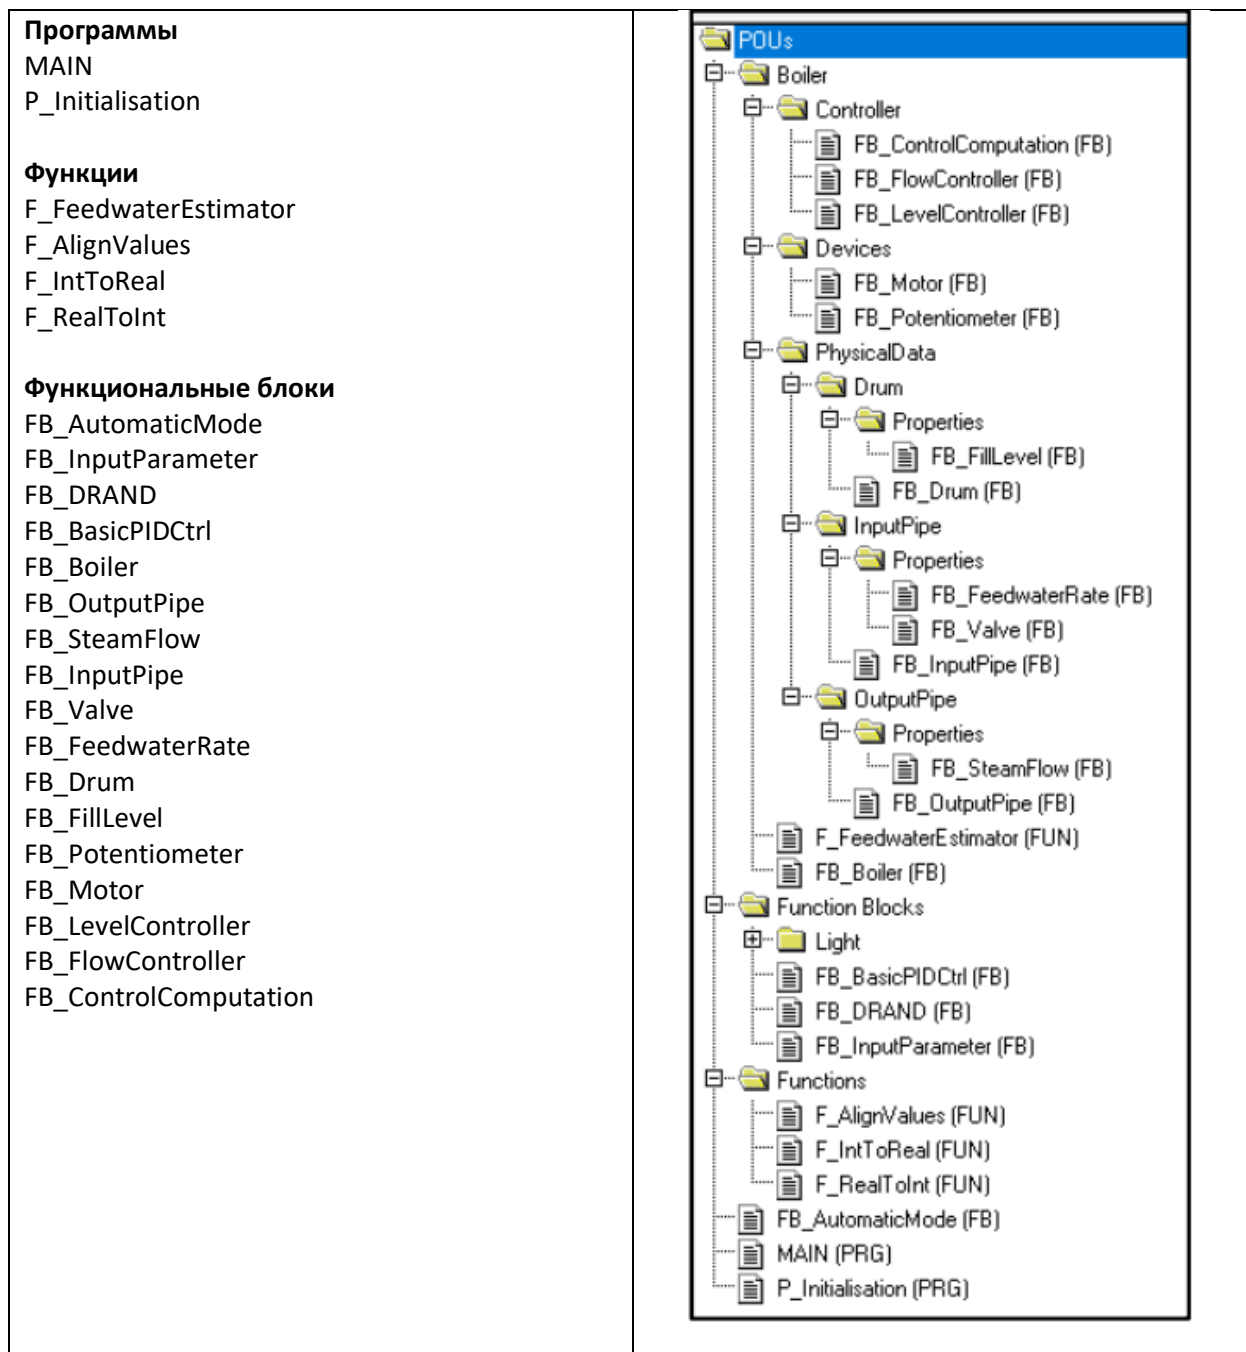 Программы
MAIN
P_Initialisation
Функции
F_FeedwaterEstimator
F_AlignValues
F_IntToReal
F_RealToInt
Функциональные блоки
FB_AutomaticMode
FB_InputParameter
FB_DRAND
FB_BasicPIDCtrl
FB_Boiler
FB_OutputPipe
FB_SteamFlow
FB_InputPipe
FB_Valve
FB_FeedwaterRate
FB_Drum
FB_FillLevel
FB_Potentiometer
FB_Motor
FB_LevelController
FB_FlowController
FB_ControlComputation
POUs
Boiler
Controller
FB_ControlComputation (FB)
FB_FlowController (FB)
FB_LevelController (FB)
Devices
FB_Motor (FB)
FB_Potentiometer (FB)
PhysicalData
Drum
Properties
FB_FillLevel (FB)
FB_Drum (FB)
InputPipe
Properties
FB_FeedwaterRate (FB)
FB_Valve (FB)
FB_InputPipe (FB)
OutputPipe
Properties
FB_SteamFlow (FB)
FB_OutputPipe (FB)
F_FeedwaterEstimator (FUN)
FB_Boiler (FB)
Function Blocks
Light
FB_BasicPIDCtrl (FB)
FB_DRAND (FB)
FB_InputParameter (FB)
Functions
F_AlignValues (FUN)
F_IntToReal (FUN)
F_RealToInt (FUN)
FB_AutomaticMode (FB)
MAIN (PRG)
P_Initialisation (PRG)